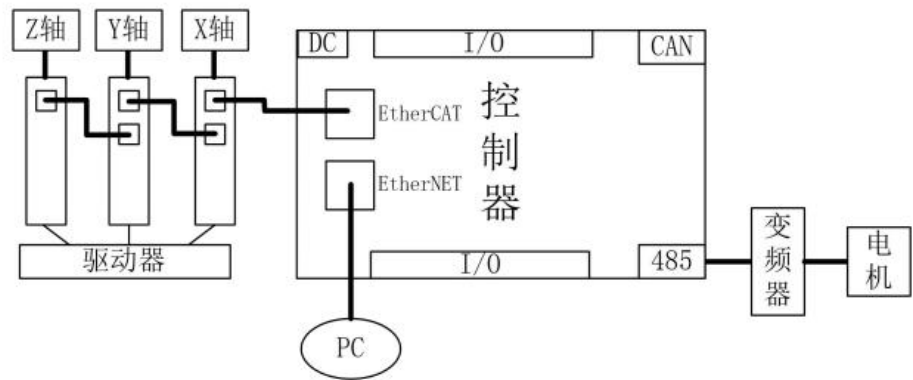 Z轴
Y轴
X轴
DC
I/O
CAN
EtherCAT
EtherNET
控制器
驱动器
I/O
485
变频器
电机
PC